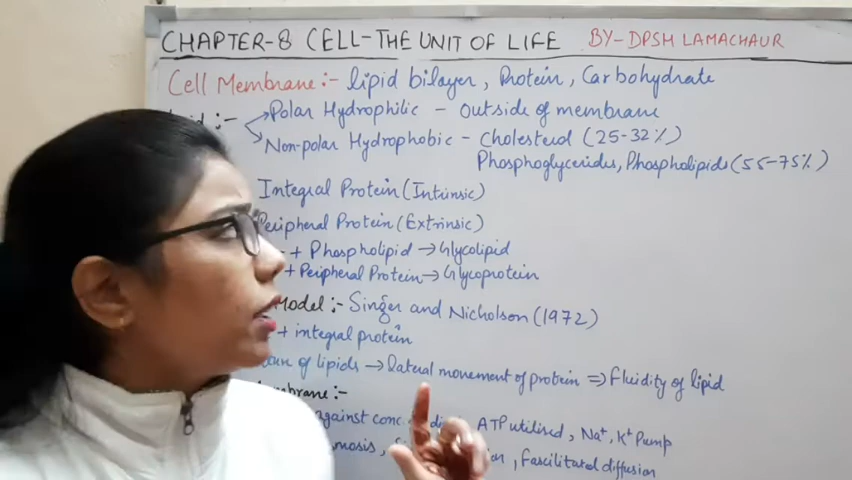 CHAPTER-8 CELL-THE UNIT OF LIFE BY-DPSH LAMACHAUR
Cell Membrane:- lipid bilayer, Protein, Carbohydrate
:- Polar Hydrophilic - Outside of membrane
Non-polar Hydrophobic - Cholesterol (25-32%)
Phosphoglycerides, Phospholipids (55-75%)
Integral Protein (Intrinsic)
Peripheral Protein (Extrinsic)
+ Phospholipid → Glycolipid
+ Peripheral Protein → Glycoprotein
Model:- Singer and Nicholson (1972)
+ integral protein
of lipids → lateral movement of protein ⇒ Fluidity of lipid
:-
against conc ATP utilised, Na+, K+ Pump
, Fascilitated diffusion